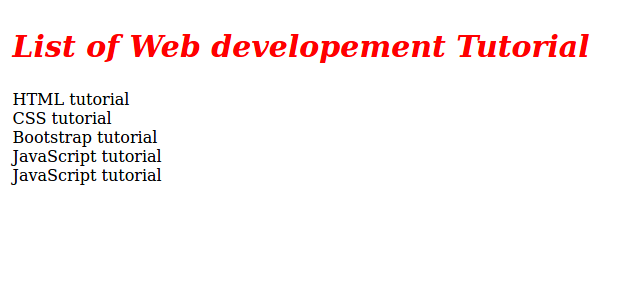 List of Web developement Tutorial
HTML tutorial
CSS tutorial
Bootstrap tutorial
JavaScript tutorial
JavaScript tutorial